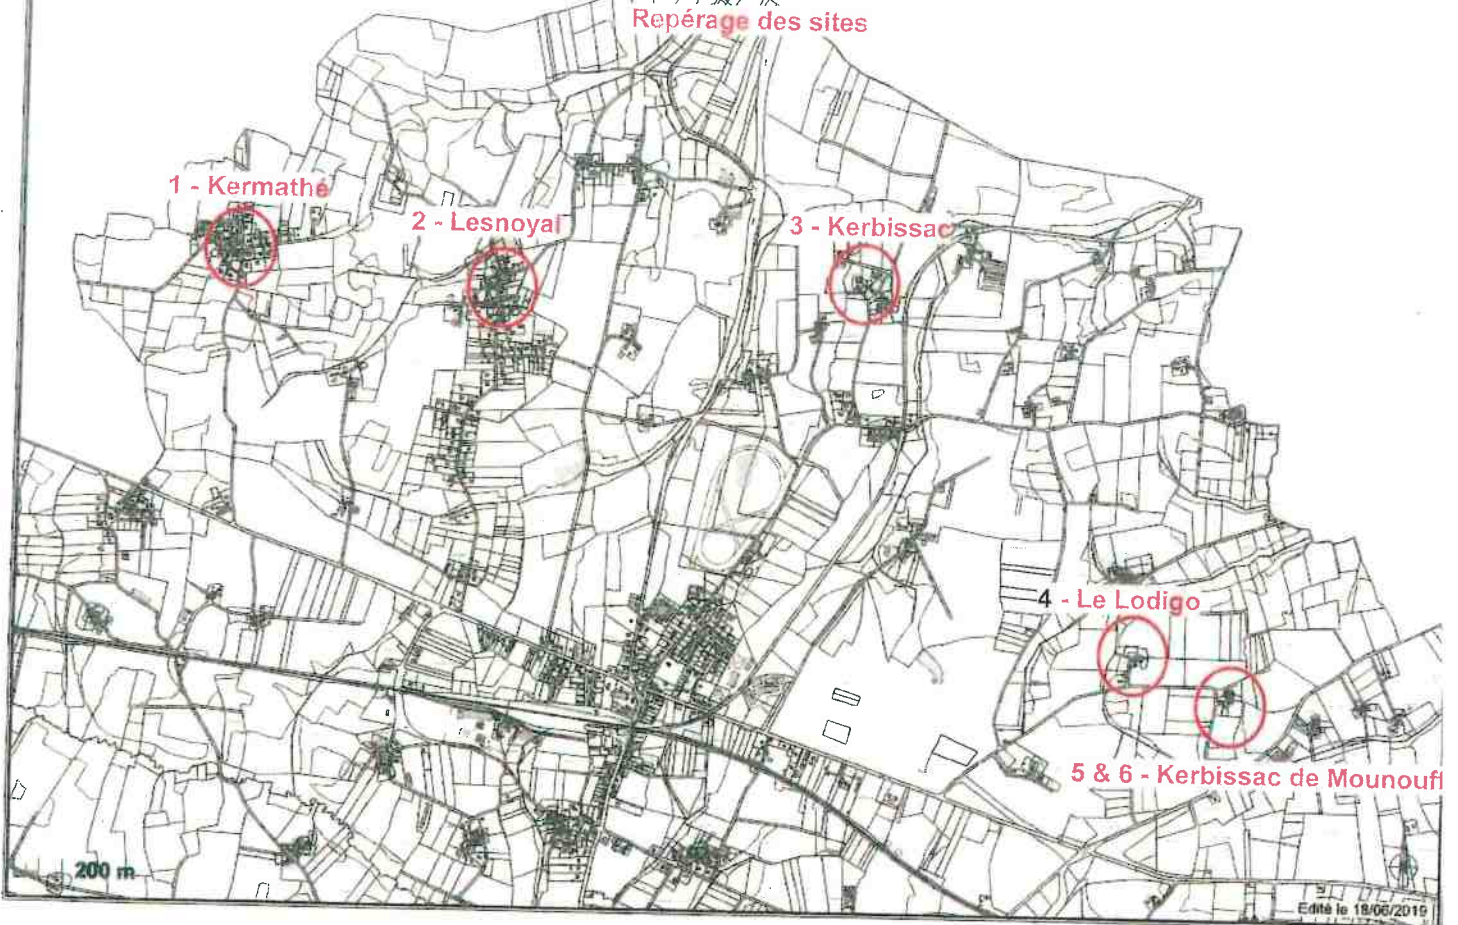 Repérage des sites
1 - Kermathé
2 - Lesnoyal
3 - Kerbissac
4 - Le Lodigo
5 & 6 - Kerbissac de Mounoufl
200 m
Edité le 18/06/2019